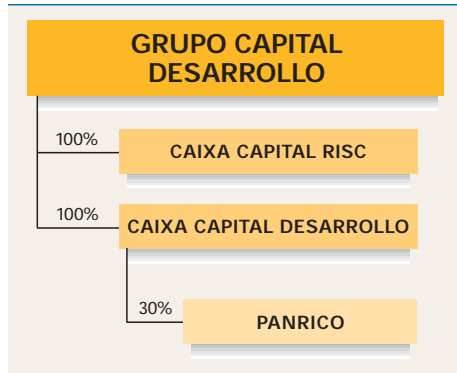 GRUPO CAPITAL
DESARROLLO
100%
CAIXA CAPITAL RISC
100%
CAIXA CAPITAL DESARROLLO
30%
PANRICO